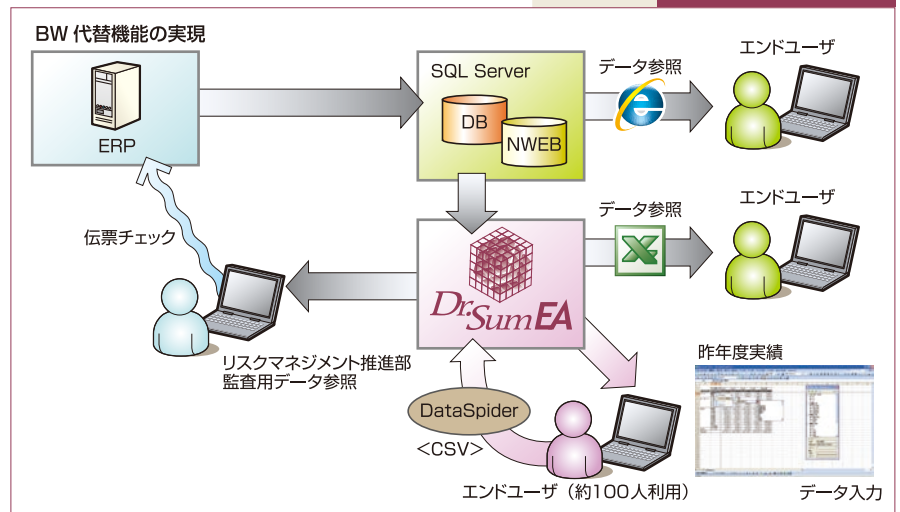 BW 代替機能の実現
ERP
SQL Server
DB
NWEB
データ参照
エンドユーザ
伝票チェック
Dr.Sum EA
データ参照
エンドユーザ
リスクマネジメント推進部
監査用データ参照
DataSpider
<CSV>
エンドユーザ（約100人利用）
昨年度実績
データ入力